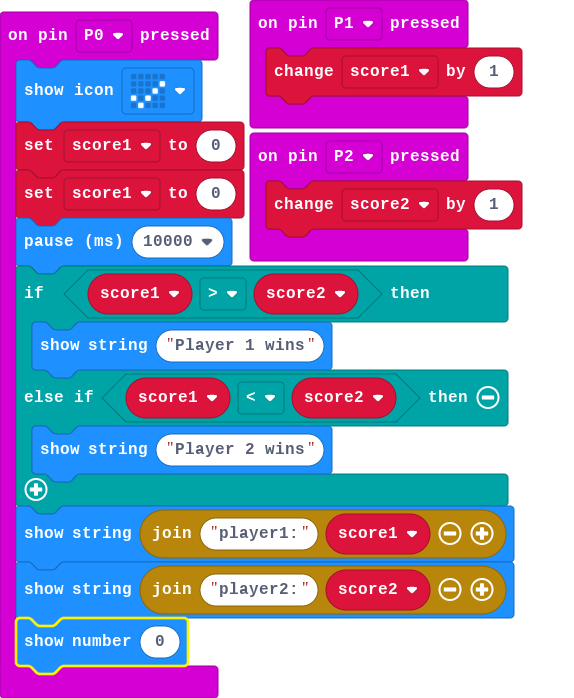 on pin P0 pressed
show icon
set score1 to 0
set score1 to 0
pause (ms) 10000
if score1 > score2 then
show string "Player 1 wins"
else if score1 < score2 then
show string "Player 2 wins"
show string join "player1:" score1
show string join "player2:" score2
show number 0
on pin P1 pressed
change score1 by 1
on pin P2 pressed
change score2 by 1